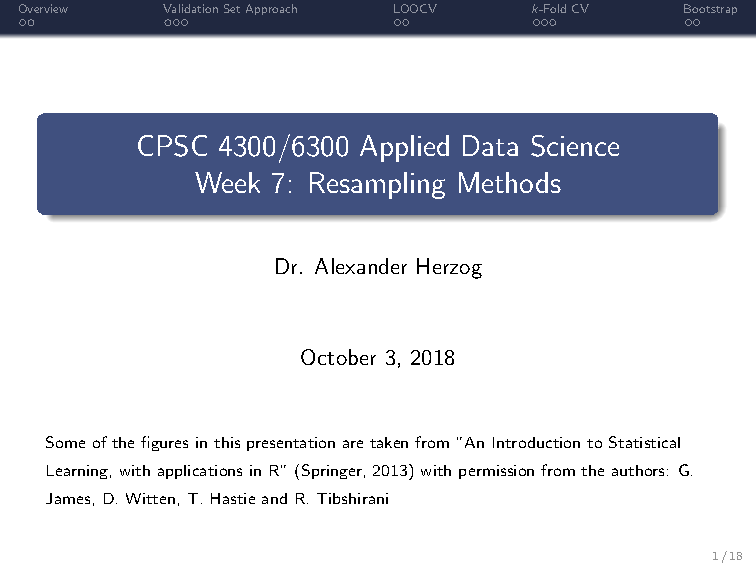 Overview Validation Set Approach LOOCV k-Fold CV Bootstrap
CPSC 4300/6300 Applied Data Science
Week 7: Resampling Methods
Dr. Alexander Herzog
October 3, 2018
Some of the figures in this presentation are taken from "An Introduction to Statistical
Learning, with applications in R" (Springer, 2013) with permission from the authors: G.
James, D. Witten, T. Hastie and R. Tibshirani
1 / 18